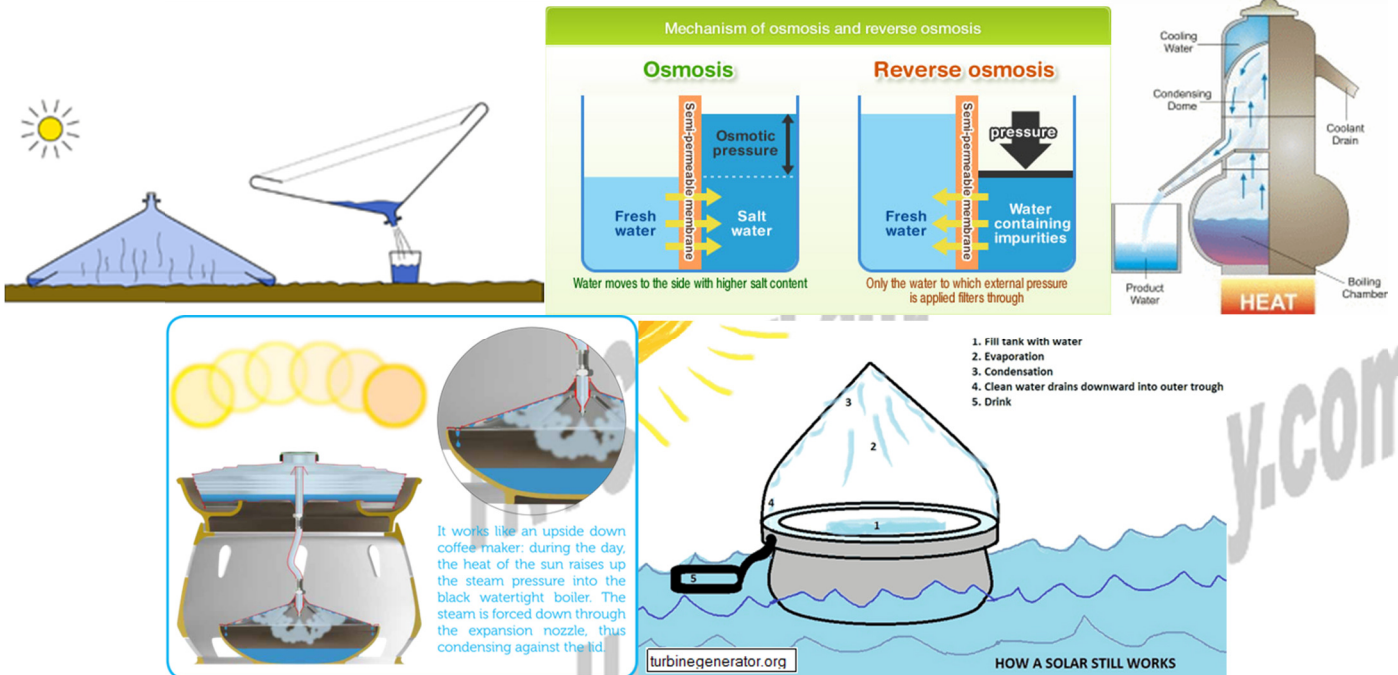 Mechanism of osmosis and reverse osmosis
Osmosis
Reverse osmosis
Semi-permeable membrane
Osmotic
pressure
Fresh
water
Salt
water
Water moves to the side with higher salt content
Semi-permeable membrane
pressure
Fresh
water
Water
containing
impurities
Only the water to which external pressure
is applied filters through
Cooling
Water
Condensing
Dome
Coolant
Drain
Product
Water
HEAT
Boiling
Chamber
It works like an upside down
coffee maker: during the day,
the heat of the sun raises up
the steam pressure into the
black watertight boiler. The
steam is forced down through
the expansion nozzle, thus
condensing against the lid.
1. Fill tank with water
2. Evaporation
3. Condensation
4. Clean water drains downward into outer trough
5. Drink
3
2
4
1
5
turbinegenerator.org
HOW A SOLAR STILL WORKS
y.com